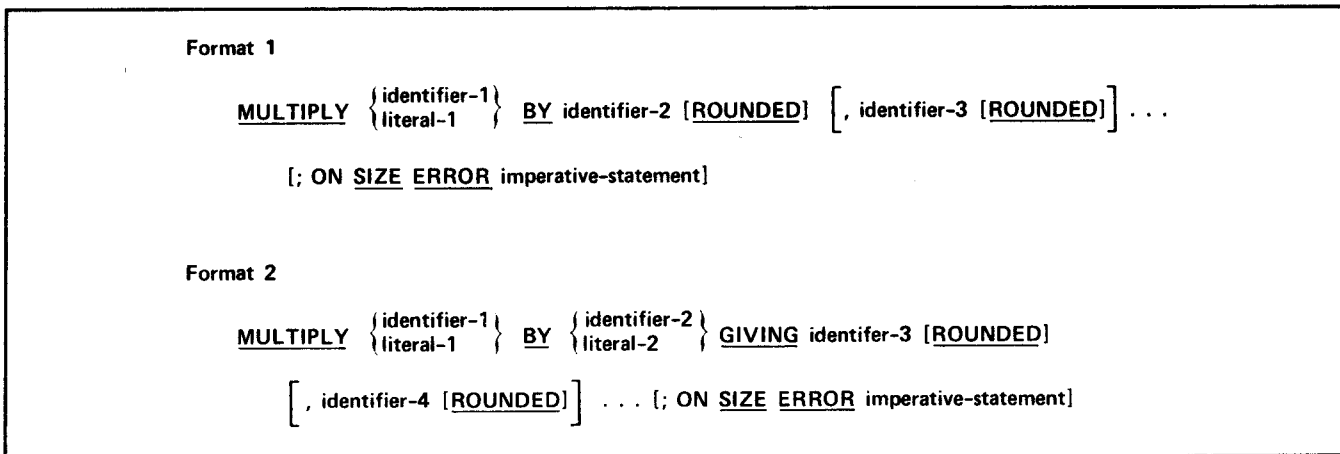 Format 1
MULTIPLY {identifier-1 / literal-1} BY identifier-2 [ROUNDED] [, identifier-3 [ROUNDED]] . . .
[; ON SIZE ERROR imperative-statement]
Format 2
MULTIPLY {identifier-1 / literal-1} BY {identifier-2 / literal-2} GIVING identifer-3 [ROUNDED]
[, identifier-4 [ROUNDED]] . . . [; ON SIZE ERROR imperative-statement]